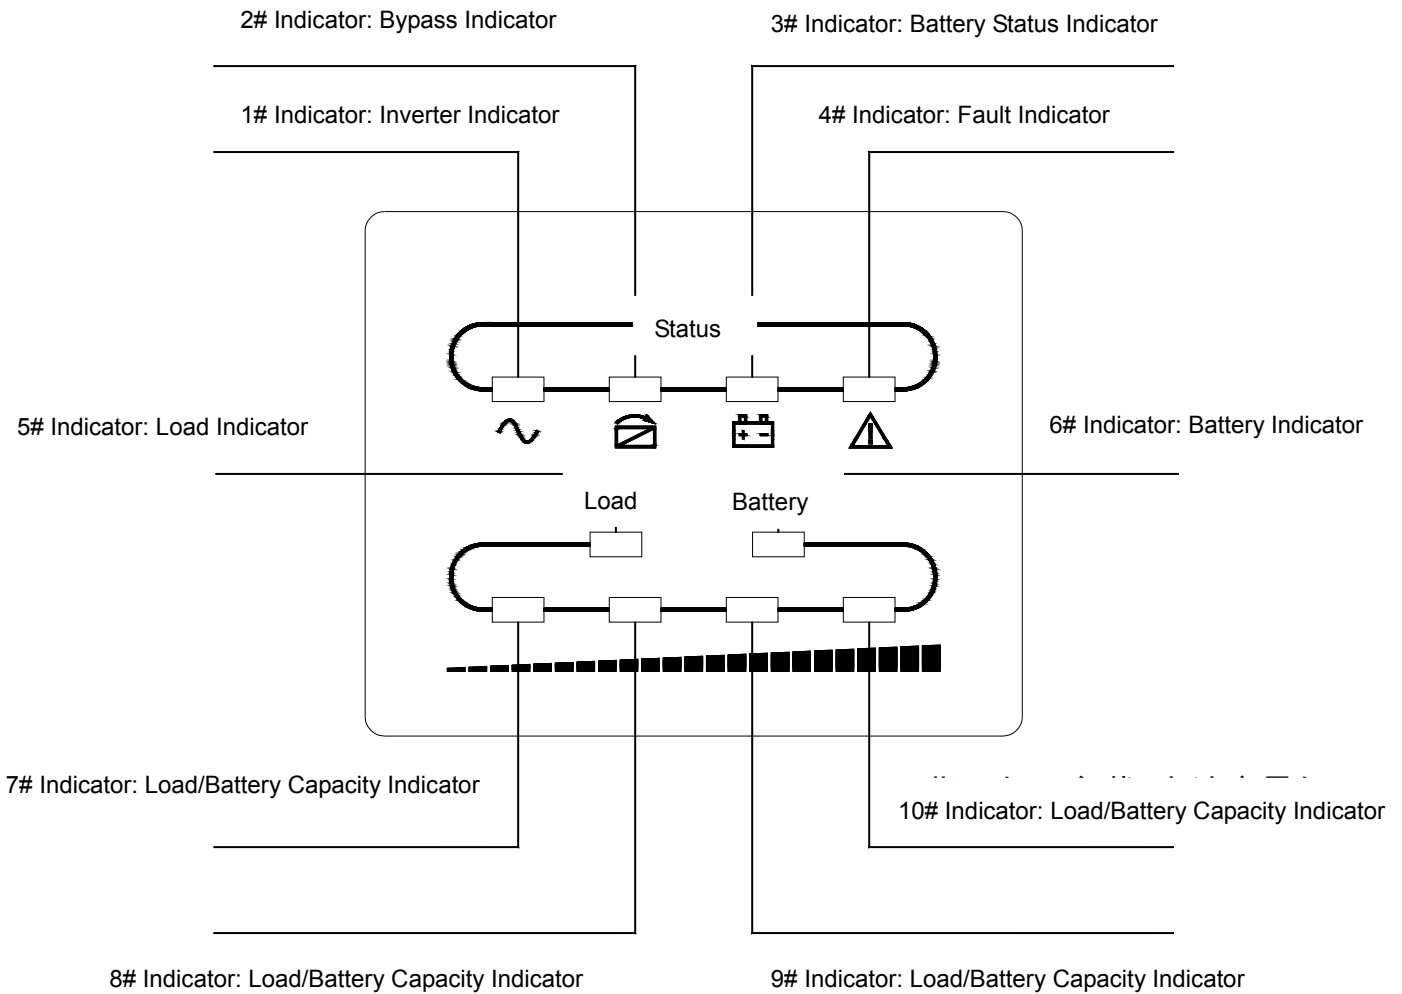 2# Indicator: Bypass Indicator
3# Indicator: Battery Status Indicator
1# Indicator: Inverter Indicator
4# Indicator: Fault Indicator
Status
5# Indicator: Load Indicator
6# Indicator: Battery Indicator
Load
Battery
7# Indicator: Load/Battery Capacity Indicator
10# Indicator: Load/Battery Capacity Indicator
8# Indicator: Load/Battery Capacity Indicator
9# Indicator: Load/Battery Capacity Indicator